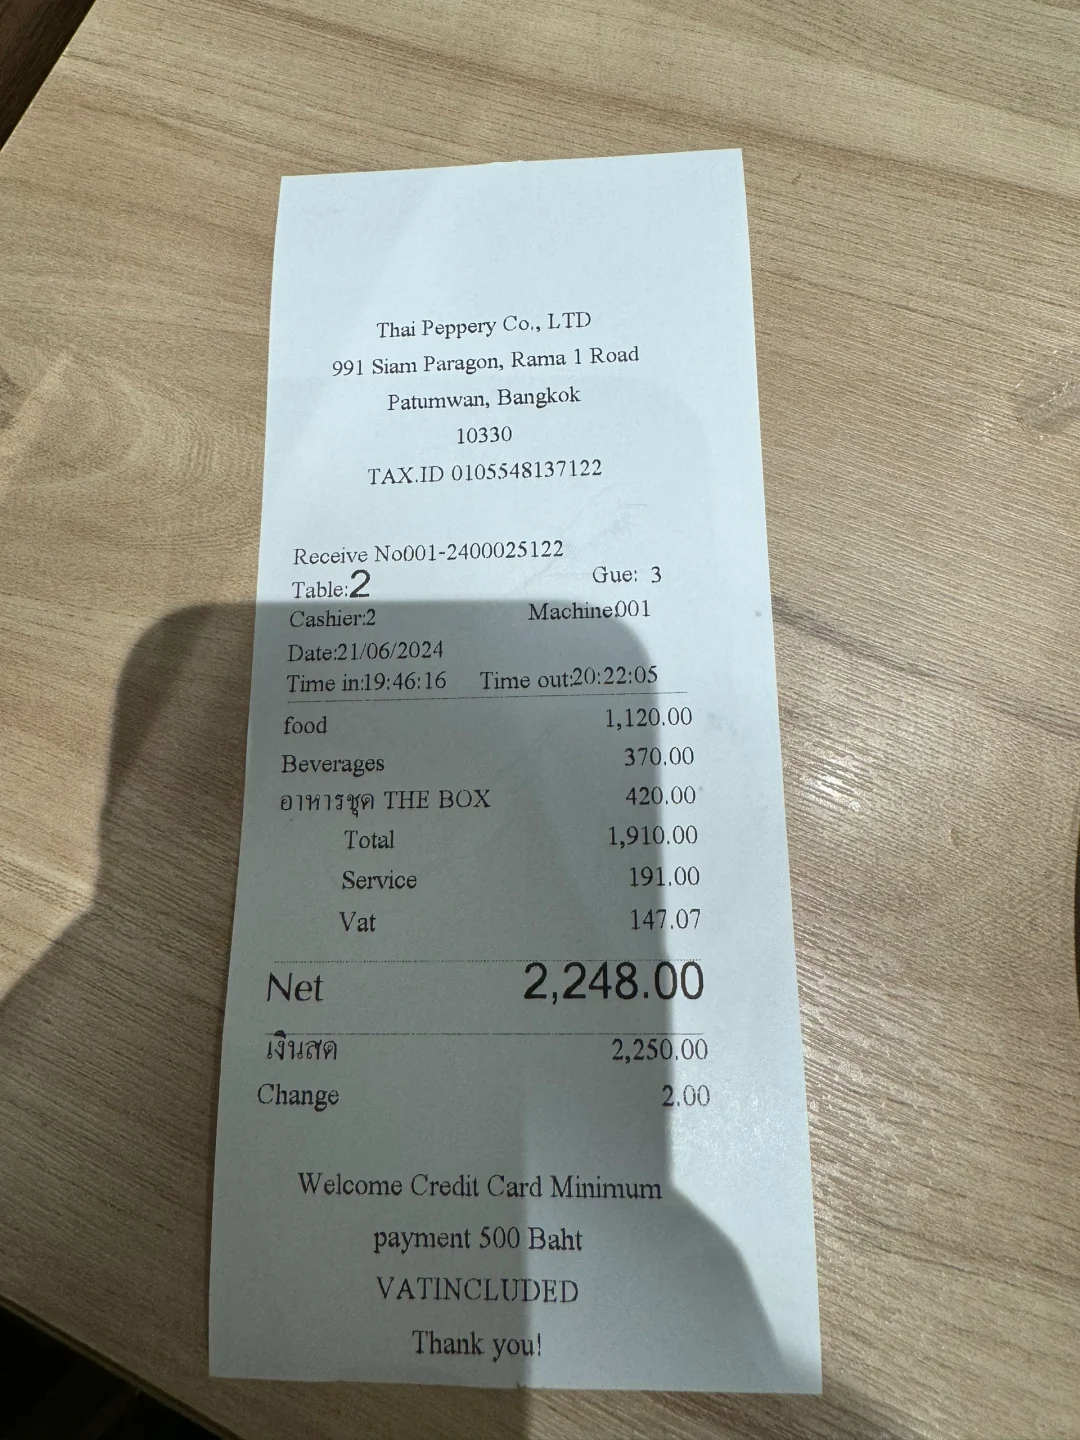 Thai Peppery Co., LTD
991 Siam Paragon, Rama 1 Road
Patumwan, Bangkok
10330
TAX.ID 0105548137122
Receive No001-2400025122
Table:2 Gue: 3
Cashier:2 Machine:001
Date:21/06/2024
Time in:19:46:16 Time out:20:22:05
food 1,120.00
Beverages 370.00
อาหารชุด THE BOX 420.00
Total 1,910.00
Service 191.00
Vat 147.07
Net 2,248.00
เงินสด 2,250.00
Change 2.00
Welcome Credit Card Minimum
payment 500 Baht
VATINCLUDED
Thank you!